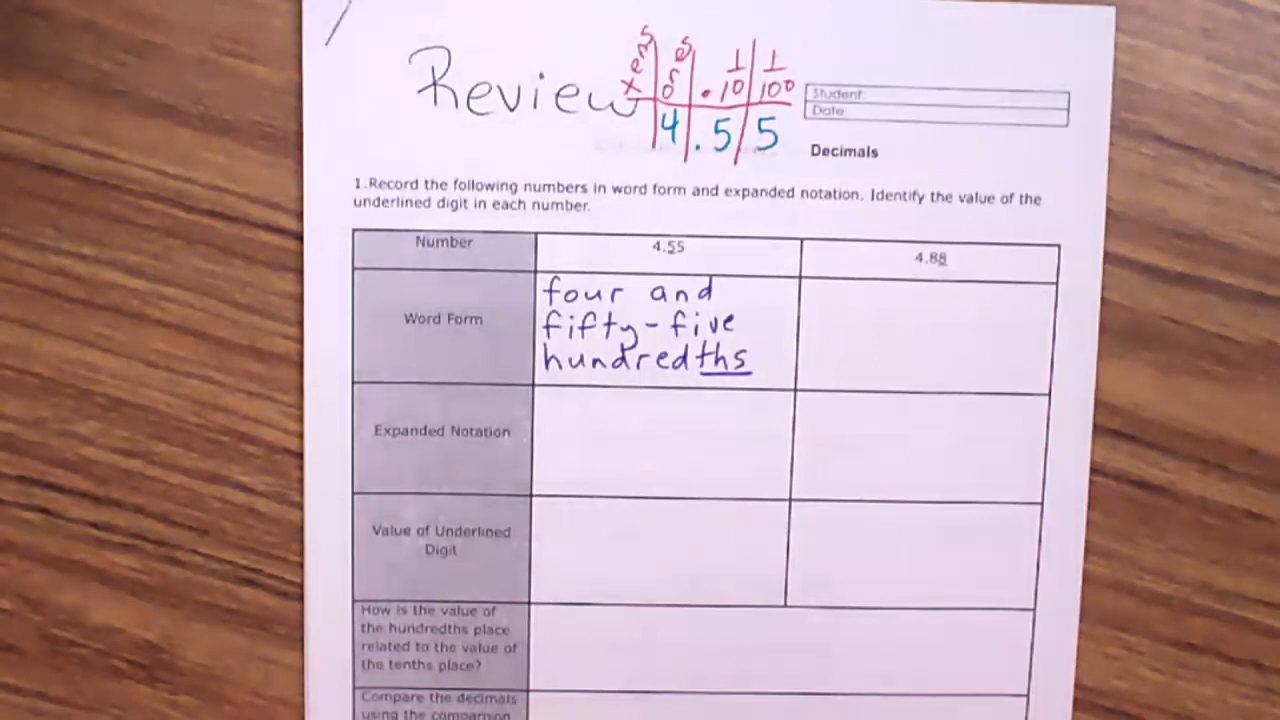 Review
tens ones . 1/10 1/100
4 . 5 5
Student
Date
Decimals
1.Record the following numbers in word form and expanded notation. Identify the value of the
underlined digit in each number.
Number 4.55 4.88
Word Form
four and
fifty-five
hundredths
Expanded Notation
Value of Underlined
Digit
How is the value of
the hundredths place
related to the value of
the tenths place?
Compare the decimals
using the comparison